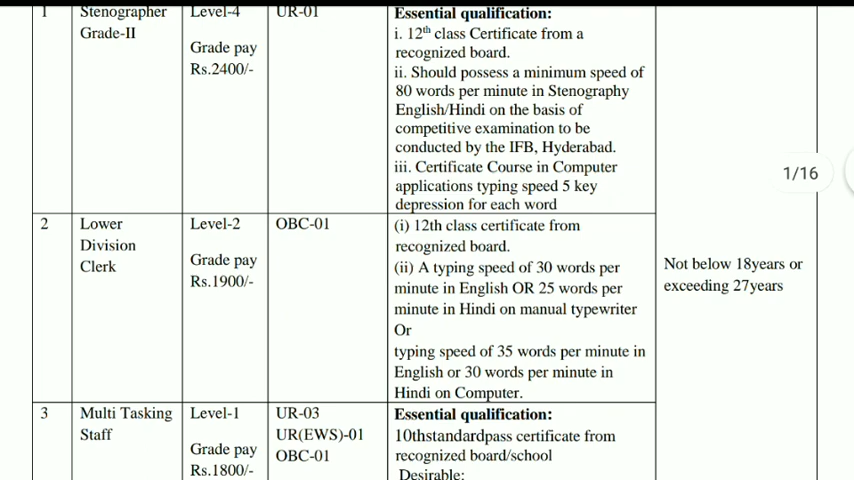 1
Stenographer
Grade-II
Level-4
Grade pay
Rs.2400/-
UR-01
Essential qualification:
i. 12th class Certificate from a
recognized board.
ii. Should possess a minimum speed of
80 words per minute in Stenography
English/Hindi on the basis of
competitive examination to be
conducted by the IFB, Hyderabad.
iii. Certificate Course in Computer
applications typing speed 5 key
depression for each word
2
Lower
Division
Clerk
Level-2
Grade pay
Rs.1900/-
OBC-01
(i) 12th class certificate from
recognized board.
(ii) A typing speed of 30 words per
minute in English OR 25 words per
minute in Hindi on manual typewriter
Or
typing speed of 35 words per minute in
English or 30 words per minute in
Hindi on Computer.
3
Multi Tasking
Staff
Level-1
Grade pay
Rs.1800/-
UR-03
UR(EWS)-01
OBC-01
Essential qualification:
10thstandardpass certificate from
recognized board/school
Desirable:
Not below 18years or
exceeding 27years
1/16